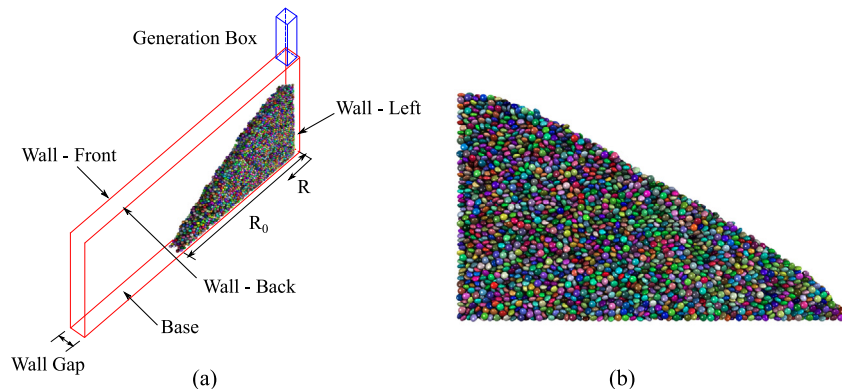 Generation Box
Wall - Left
Wall - Front
R
R₀
Wall - Back
Base
Wall Gap
(a)
(b)